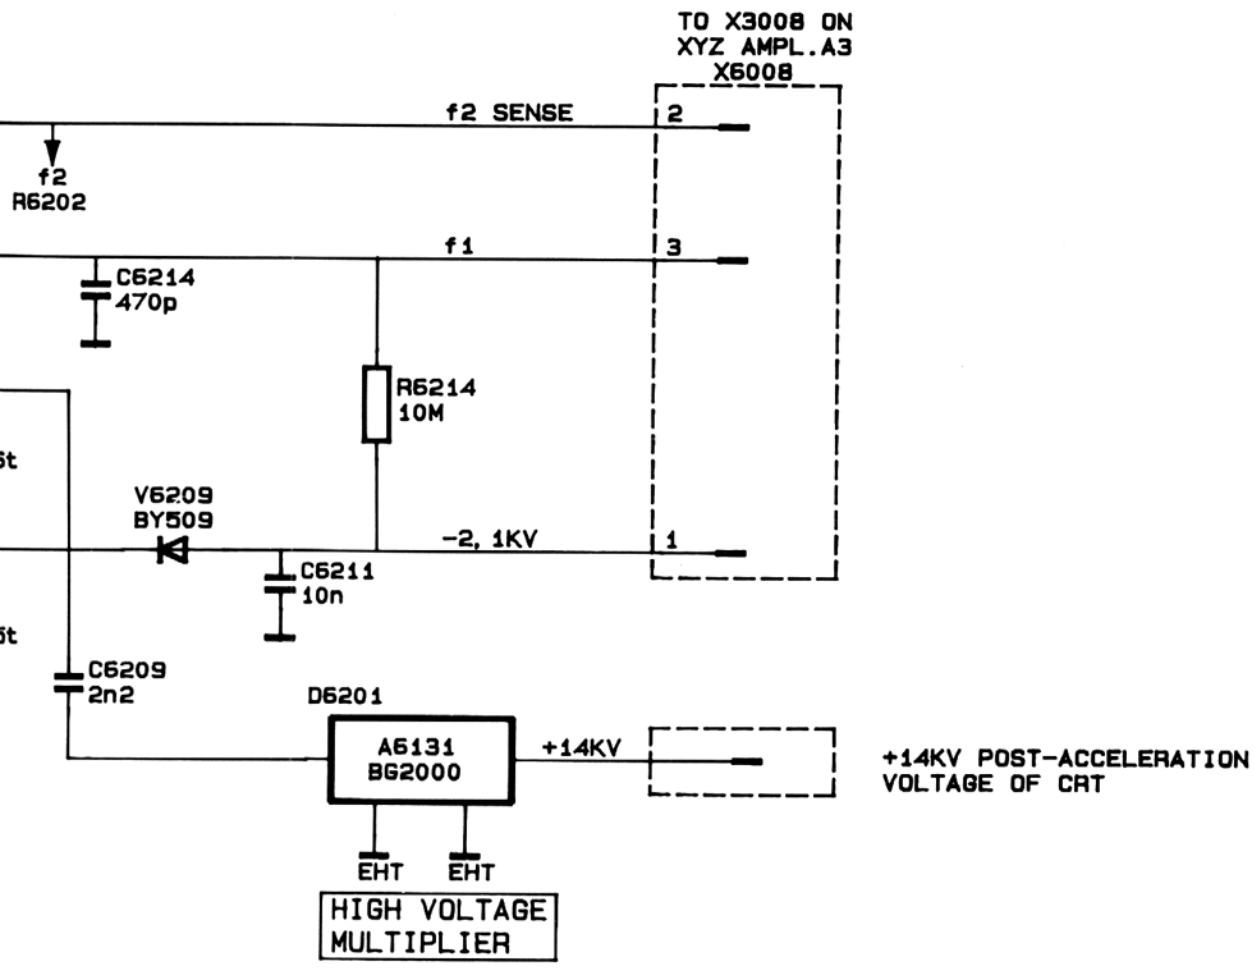 TO X3008 ON
XYZ AMPL.A3
X6008
f2 SENSE
2
f2
R6202
f1
3
C6214
470p
R6214
10M
V6209
BY509
-2, 1KV
1
C6211
10n
C6209
2n2
D6201
A6131
BG2000
+14KV
+14KV POST-ACCELERATION
VOLTAGE OF CRT
EHT
EHT
HIGH VOLTAGE
MULTIPLIER